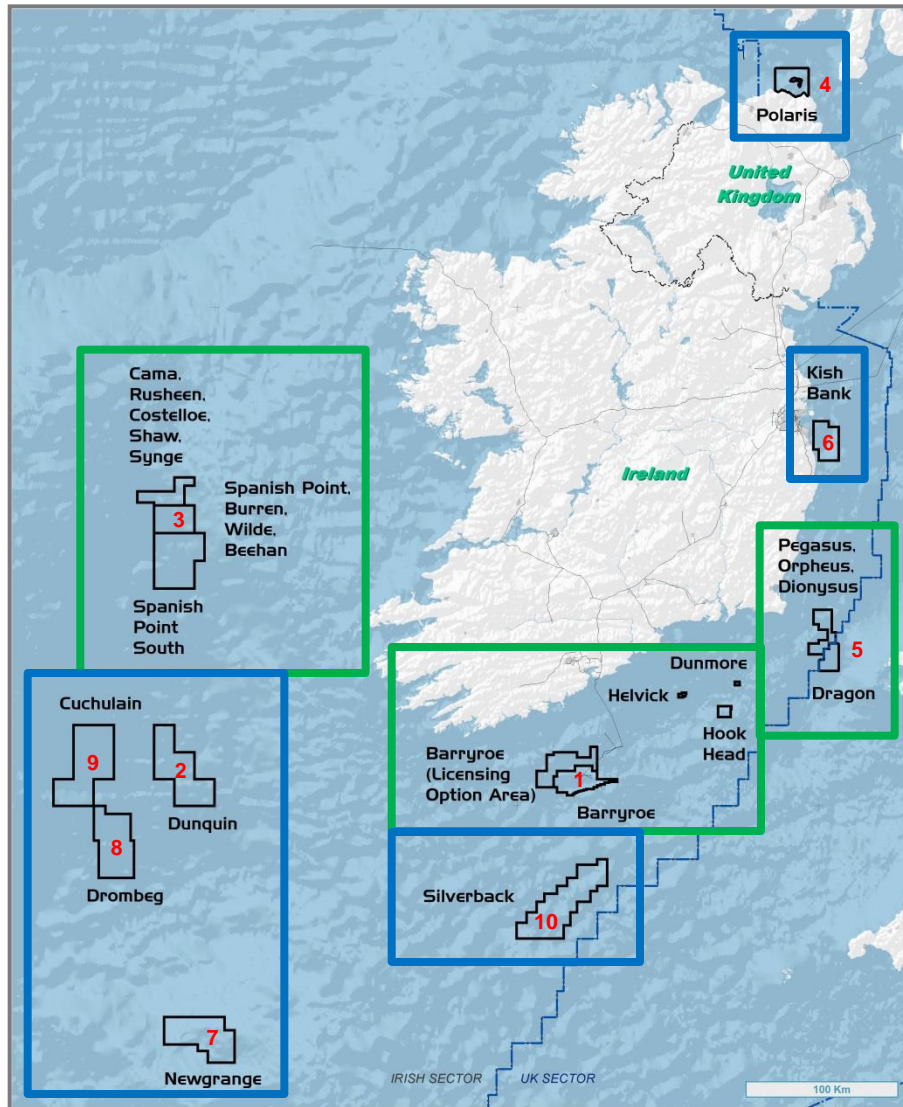 4
Polaris
United
Kingdom
Kish
Bank
6
Ireland
Cama,
Rusheen,
Costelloe,
Shaw,
Synge
3
Spanish Point,
Burren,
Wilde,
Beehan
Spanish
Point
South
Pegasus,
Orpheus,
Dionysus
5
Dragon
Dunmore
Helvick
Hook
Head
Barryroe
(Licensing
Option Area)
1
Barryroe
Cuchulain
9
2
Dunquin
8
Drombeg
Silverback
10
7
Newgrange
IRISH SECTOR
UK SECTOR
100 Km